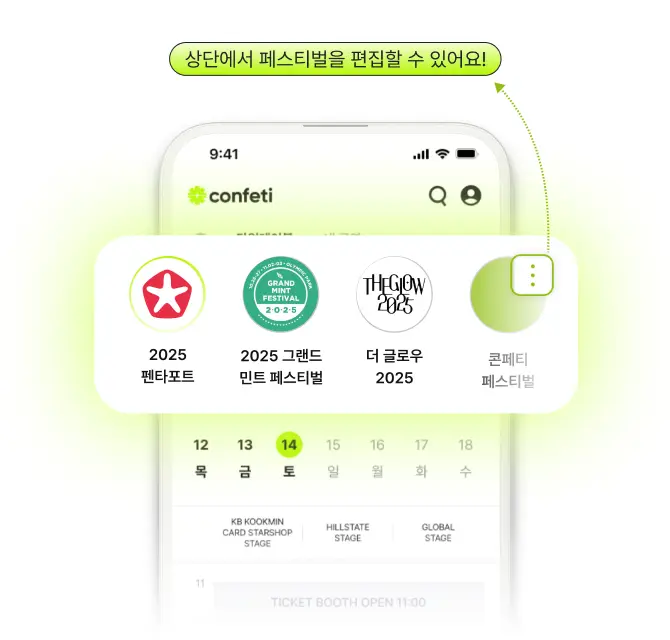 상단에서 페스티벌을 편집할 수 있어요!
9:41
confeti
GRAND
MINT
FESTIVAL
2·0·2·5
THE GLOW
2025
2025
펜타포트
2025 그랜드
민트 페스티벌
더 글로우
2025
콘페티
페스티벌
12 13 14 15 16 17 18
목 금 토 일 월 화 수
KB KOOKMIN
CARD STARSHOP
STAGE
HILLSTATE
STAGE
GLOBAL
STAGE
11
TICKET BOOTH OPEN 11:00